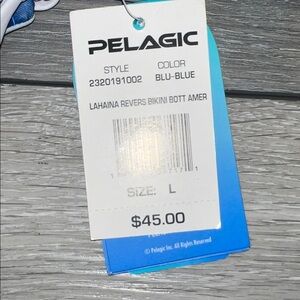 PELAGIC
STYLE COLOR
2320191002 BLU-BLUE
LAHAINA REVERS BIKINI BOTT AMER
SIZE: L
$45.00
© Pelagic Inc. All Rights Reserved